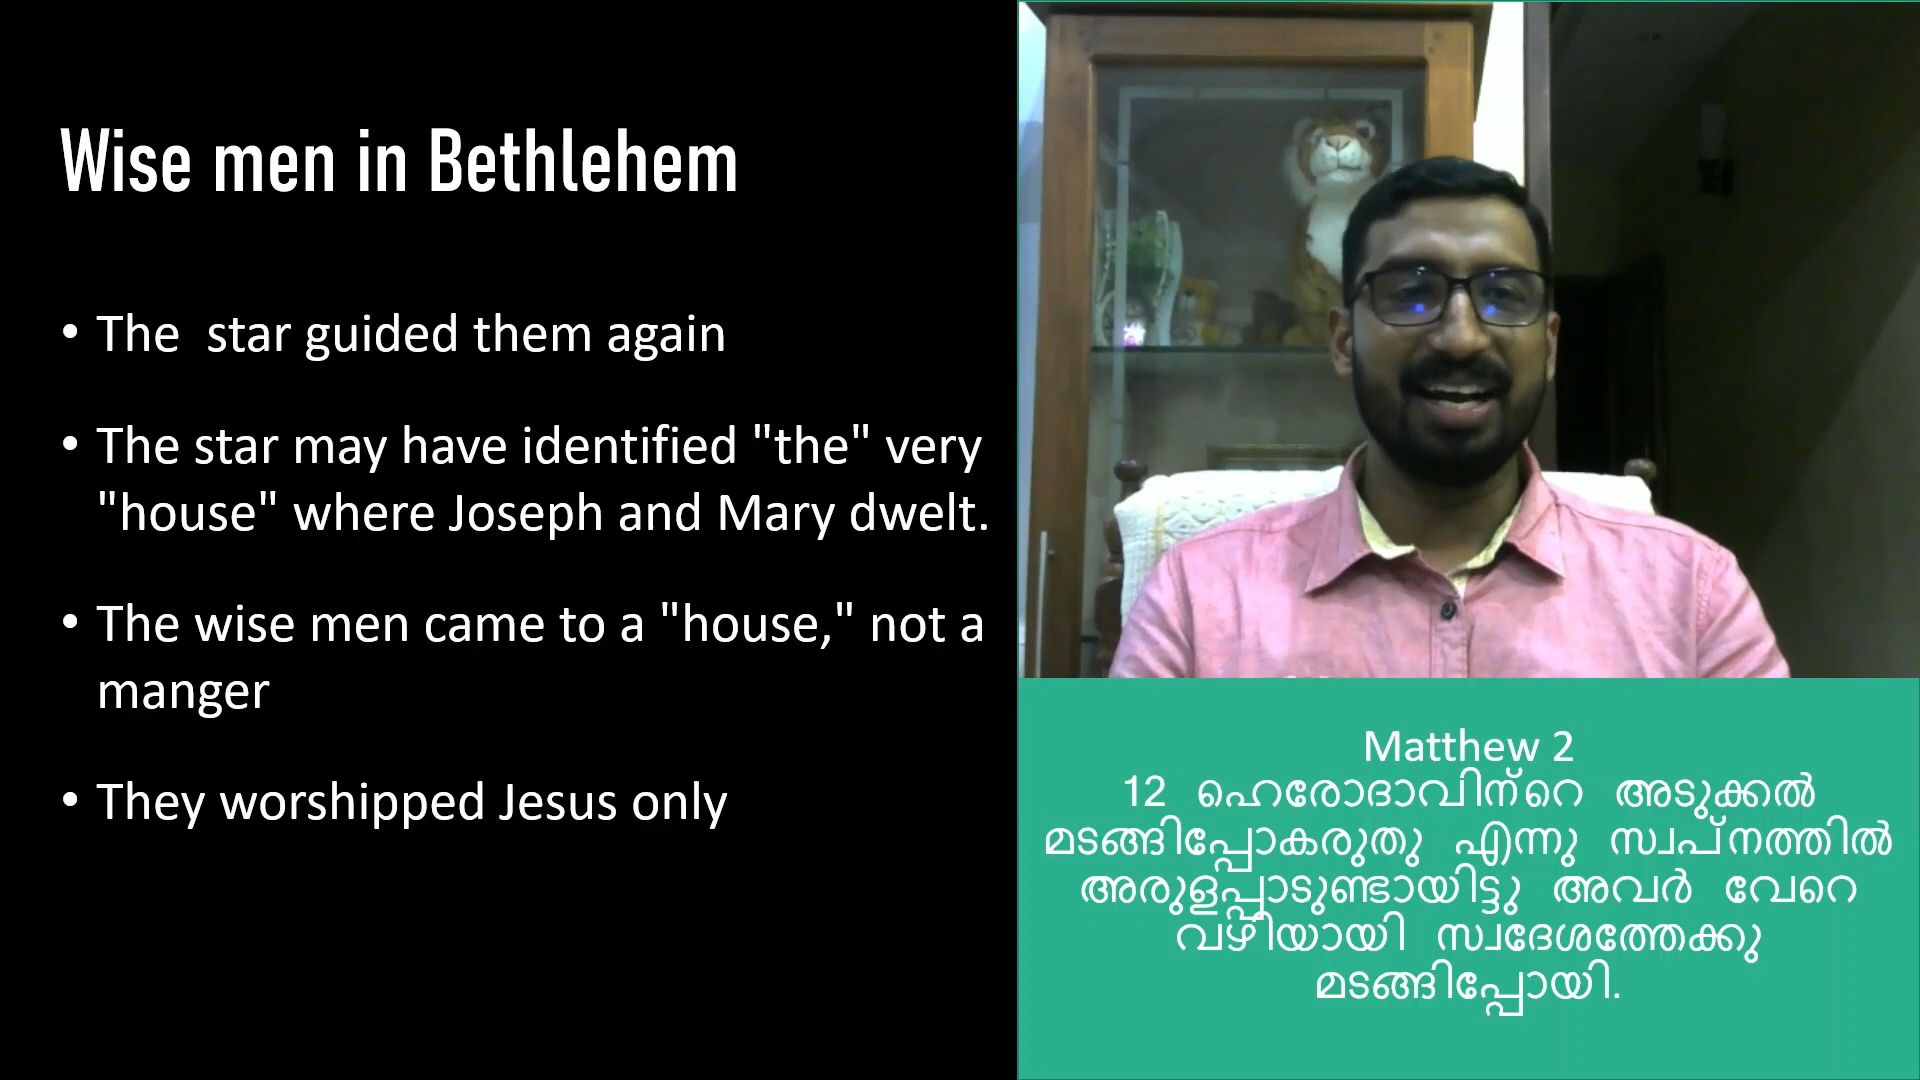 Wise men in Bethlehem
• The  star guided them again
• The star may have identified "the" very
"house" where Joseph and Mary dwelt.
• The wise men came to a "house," not a
manger
• They worshipped Jesus only
Matthew 2
12 ഹെരോദാവിന്റെ അടുക്കൽ
മടങ്ങിപ്പോകരുതു എന്നു സ്വപ്നത്തിൽ
അരുളപ്പാടുണ്ടായിട്ടു അവർ വേറെ
വഴിയായി സ്വദേശത്തേക്കു
മടങ്ങിപ്പോയി.